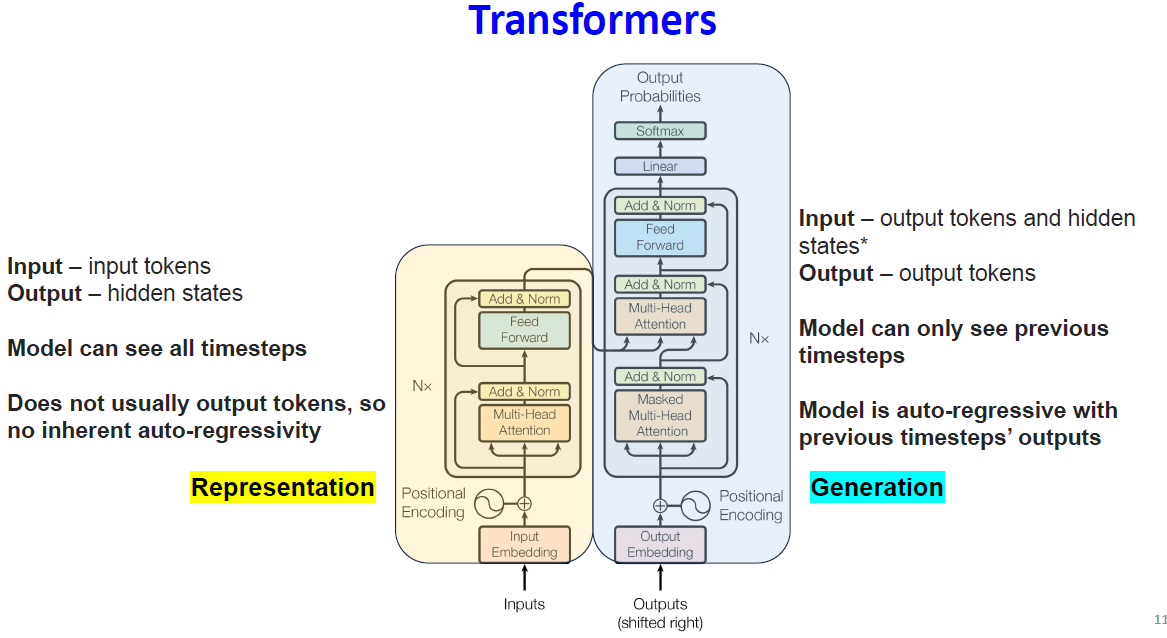 Transformers
Input – input tokens
Output – hidden states
Model can see all timesteps
Does not usually output tokens, so
no inherent auto-regressivity
Representation
Nx
Add & Norm
Feed
Forward
Add & Norm
Multi-Head
Attention
Positional
Encoding
Input
Embedding
Inputs
Output
Probabilities
Softmax
Linear
Add & Norm
Feed
Forward
Add & Norm
Multi-Head
Attention
Nx
Add & Norm
Masked
Multi-Head
Attention
Positional
Encoding
Output
Embedding
Outputs
(shifted right)
Input – output tokens and hidden
states*
Output – output tokens
Model can only see previous
timesteps
Model is auto-regressive with
previous timesteps’ outputs
Generation
11